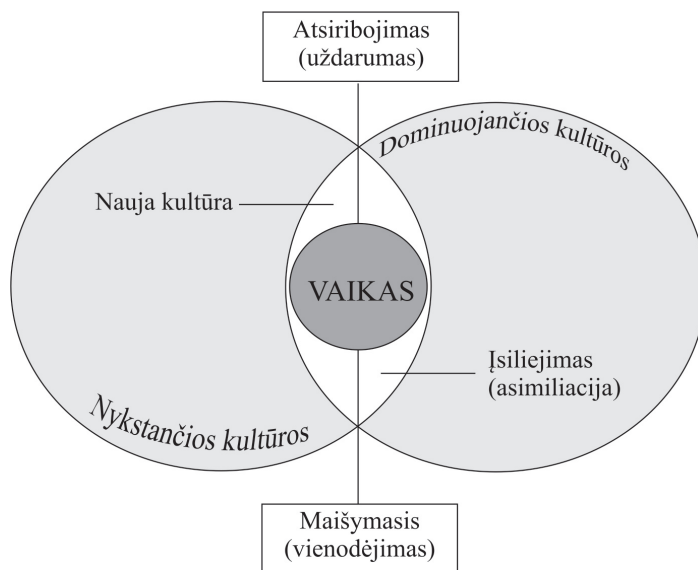 Atsiribojimas
(uždarumas)
Dominuojančios kultūros
Nauja kultūra
VAIKAS
Įsiliejimas
(asimiliacija)
Nykstančios kultūros
Maišymasis
(vienodėjimas)